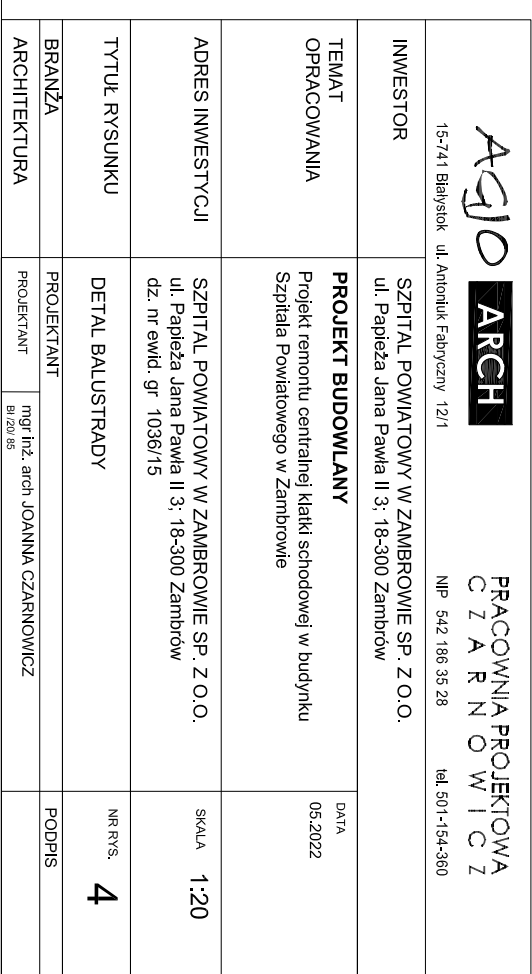 AGIO ARCH
PRACOWNIA PROJEKTOWA
CZARNOWICZ
15-741 Białystok ul. Antoniuk Fabryczny 12/1 NIP 542 186 35 28 tel. 501-154-360
INWESTOR
SZPITAL POWIATOWY W ZAMBROWIE SP. Z O.O.
ul. Papieża Jana Pawła II 3; 18-300 Zambrów
TEMAT
OPRACOWANIA
PROJEKT BUDOWLANY
Projekt remontu centralnej klatki schodowej w budynku
Szpitala Powiatowego w Zambrowie
DATA
05.2022
ADRES INWESTYCJI
SZPITAL POWIATOWY W ZAMBROWIE SP. Z O.O.
ul. Papieża Jana Pawła II 3; 18-300 Zambrów
dz. nr ewid. gr 1036/15
SKALA 1:20
TYTUŁ RYSUNKU
DETAL BALUSTRADY
NR RYS. 4
BRANŻA PROJEKTANT PODPIS
ARCHITEKTURA
PROJEKTANT
mgr inż. arch JOANNA CZARNOWICZ
Bł /20/ 85